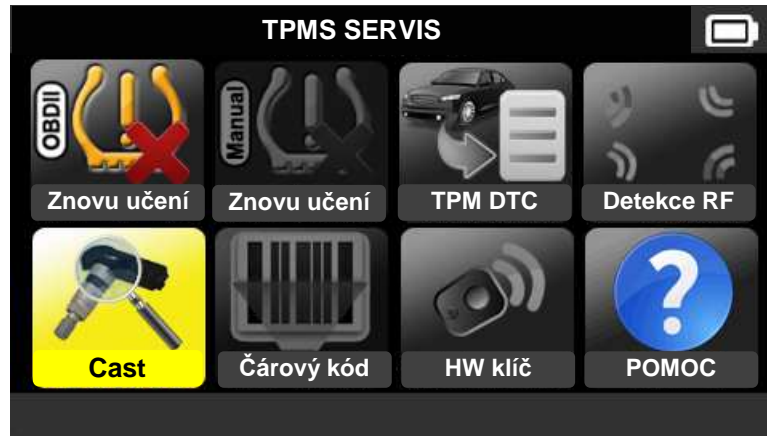 TPMS SERVIS
OBDII
Manual
Znovu učení
Znovu učení
TPM DTC
Detekce RF
Cast
Čárový kód
HW klíč
POMOC